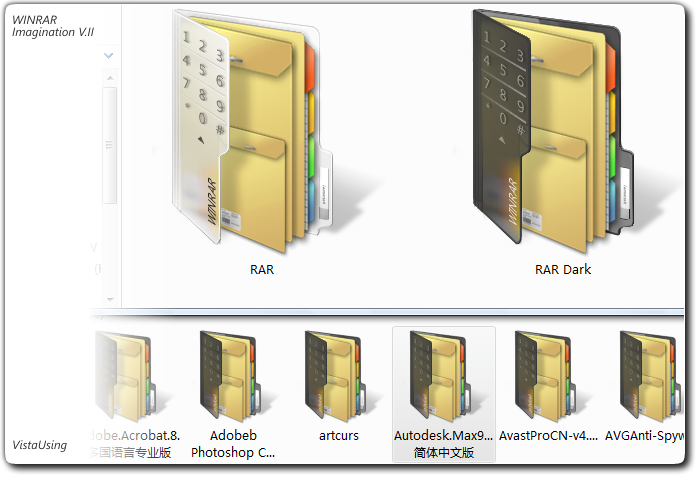 WINRAR
Imagination V.II
1 2 3
4 5 6
7 8 9
* 0 #
WINRAR
RAR
1 2 3
4 5 6
7 8 9
* 0 #
WINRAR
RAR Dark
dobe.Acrobat.8.
多国语言专业版
Adobeb
Photoshop C...
artcurs
Autodesk.Max9...
简体中文版
AvastProCN-v4....
AVGAnti-Spyw
VistaUsing